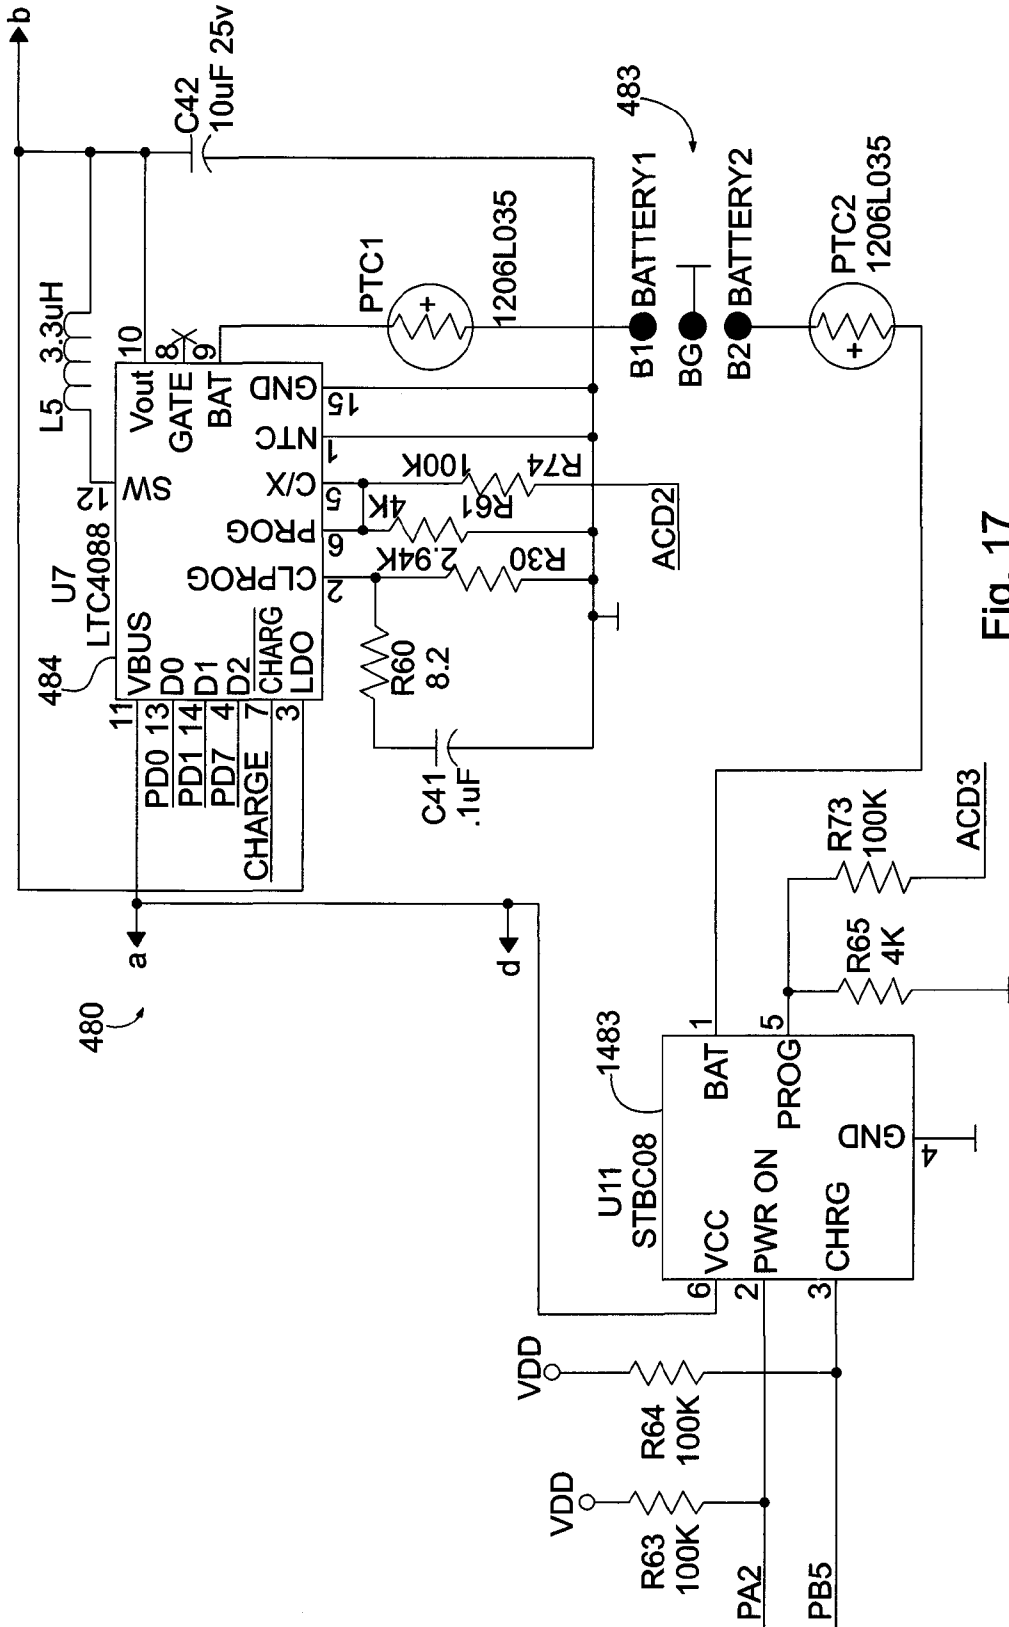 b
C42
10uF 25v
L5 3.3uH
U7
LTC4088
484
VBUS
D0
D1
D2
CHARG
LDO
11
13
14
4
7
3
PD0
PD1
PD7
CHARGE
SW
12
Vout
10
GATE
8
BAT
9
GND
15
NTC
1
C/X
5
PROG
6
CLPROG
2
100K
R74
4K
R61
2.94K
R30
R60
8.2
C41
.1uF
ACD2
PTC1
1206L035
483
B1 BATTERY1
BG
B2 BATTERY2
PTC2
1206L035
a
d
480
1483
U11
STBC08
VCC
PWR ON
CHRG
BAT
PROG
GND
6
2
3
1
5
4
R65
4K
R73
100K
ACD3
VDD
R64
100K
VDD
R63
100K
PA2
PB5
Fig. 17